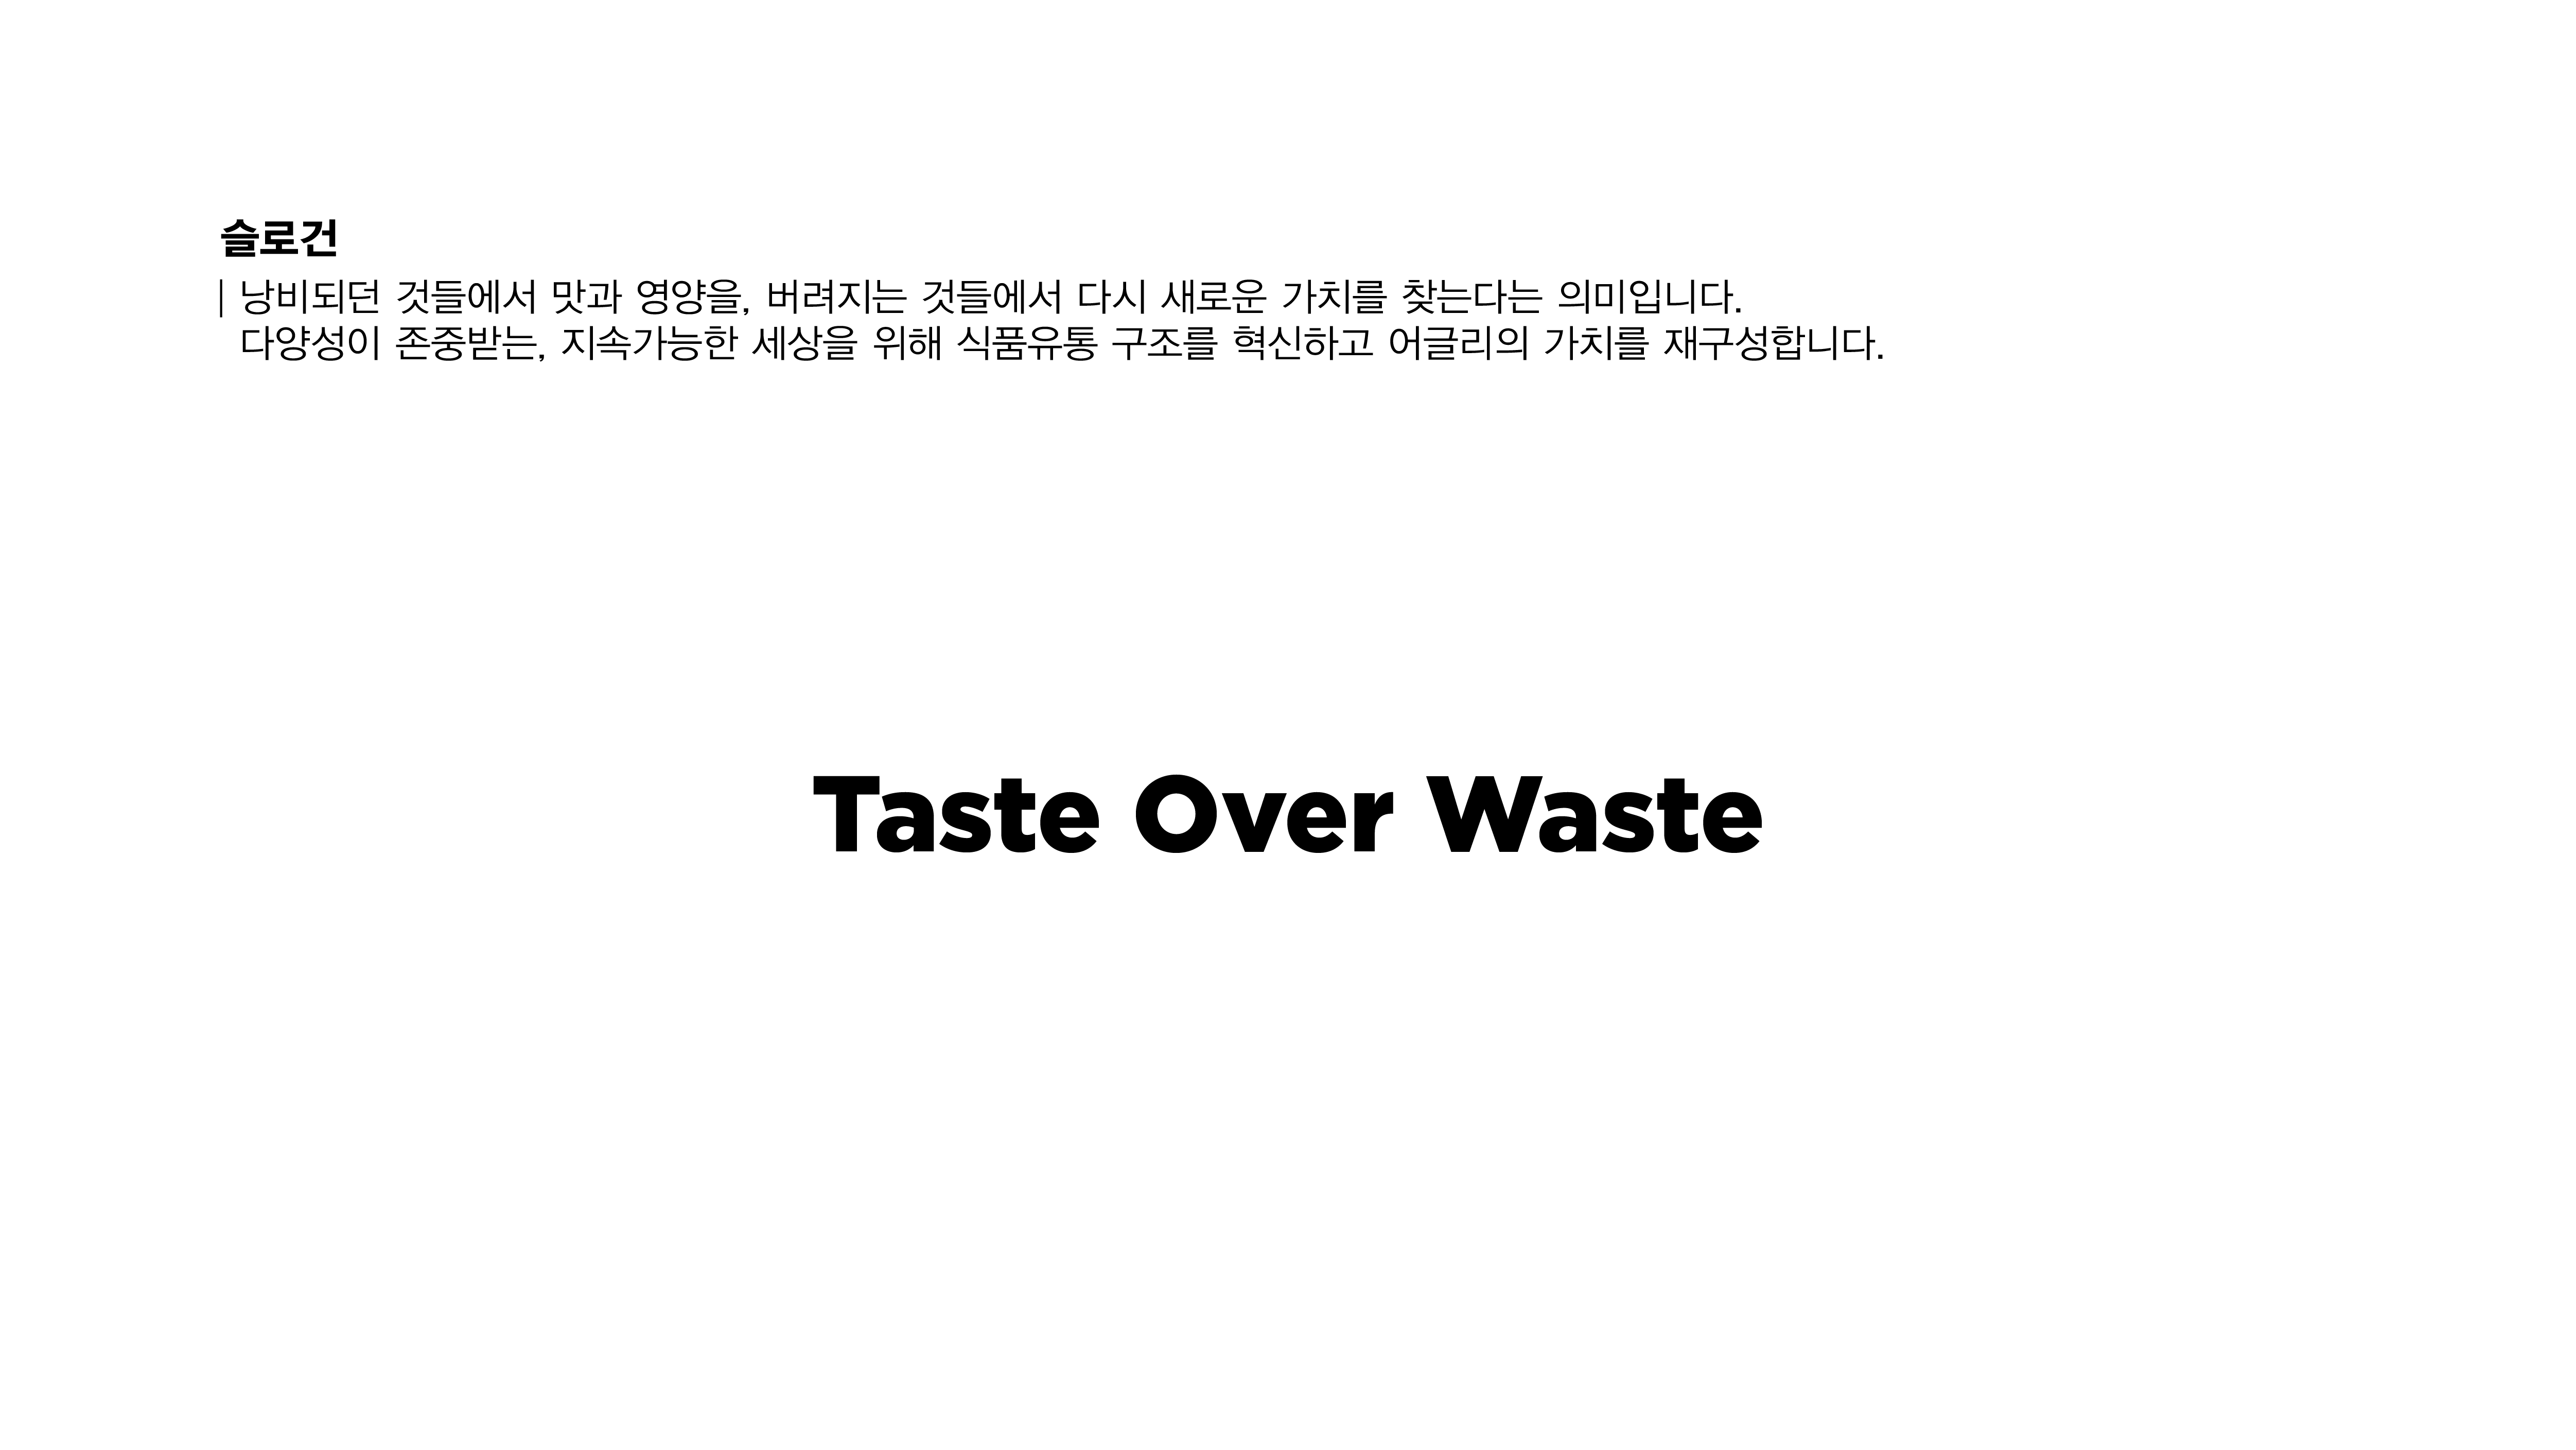 슬로건
낭비되던 것들에서 맛과 영양을, 버려지는 것들에서 다시 새로운 가치를 찾는다는 의미입니다.
다양성이 존중받는, 지속가능한 세상을 위해 식품유통 구조를 혁신하고 어글리의 가치를 재구성합니다.
Taste Over Waste